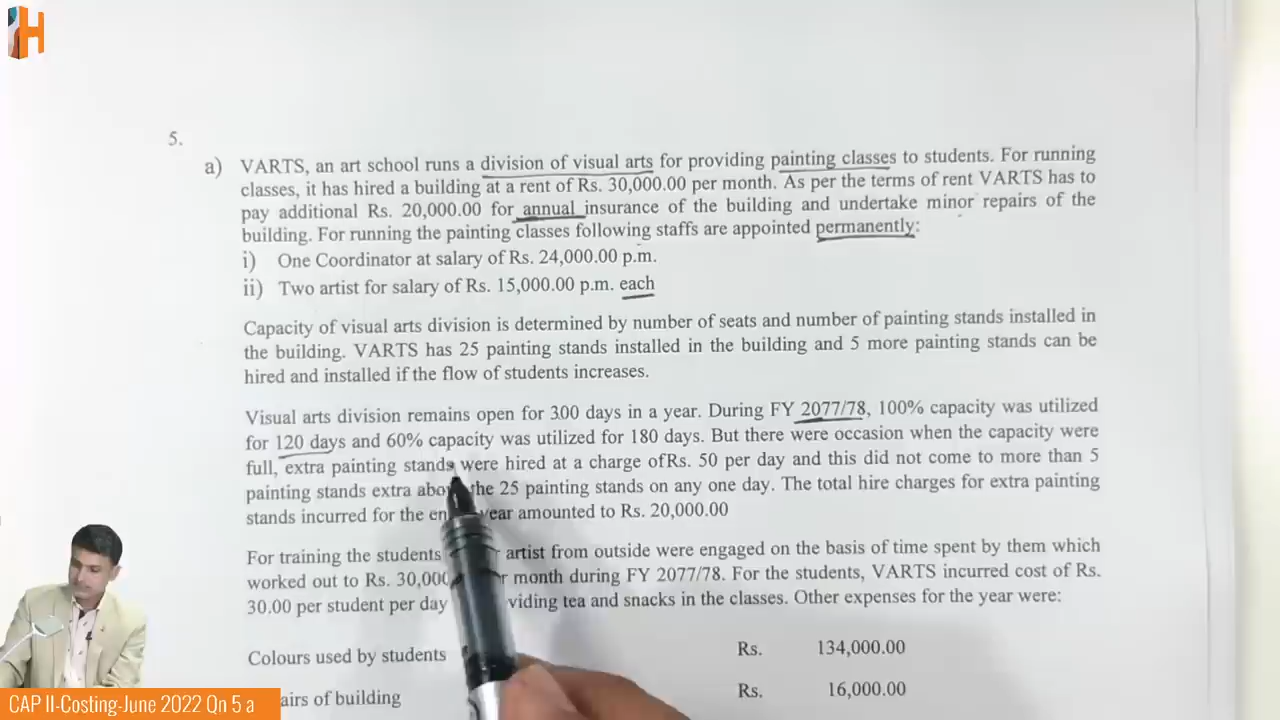 H
5.
a) VARTS, an art school runs a division of visual arts for providing painting classes to students. For running
classes, it has hired a building at a rent of Rs. 30,000.00 per month. As per the terms of rent VARTS has to
pay additional Rs. 20,000.00 for annual insurance of the building and undertake minor repairs of the
building. For running the painting classes following staffs are appointed permanently:
i) One Coordinator at salary of Rs. 24,000.00 p.m.
ii) Two artist for salary of Rs. 15,000.00 p.m. each
Capacity of visual arts division is determined by number of seats and number of painting stands installed in
the building. VARTS has 25 painting stands installed in the building and 5 more painting stands can be
hired and installed if the flow of students increases.
Visual arts division remains open for 300 days in a year. During FY 2077/78, 100% capacity was utilized
for 120 days and 60% capacity was utilized for 180 days. But there were occasion when the capacity were
full, extra painting stands were hired at a charge ofRs. 50 per day and this did not come to more than 5
painting stands extra the 25 painting stands on any one day. The total hire charges for extra painting
stands incurred for the year amounted to Rs. 20,000.00
For training the students artist from outside were engaged on the basis of time spent by them which
worked out to Rs. month during FY 2077/78. For the students, VARTS incurred cost of Rs.
30.00 per student per day tea and snacks in the classes. Other expenses for the year were:
Colours used by students Rs. 134,000.00
of building Rs. 16,000.00
CAP II-Costing-June 2022 Qn 5 a